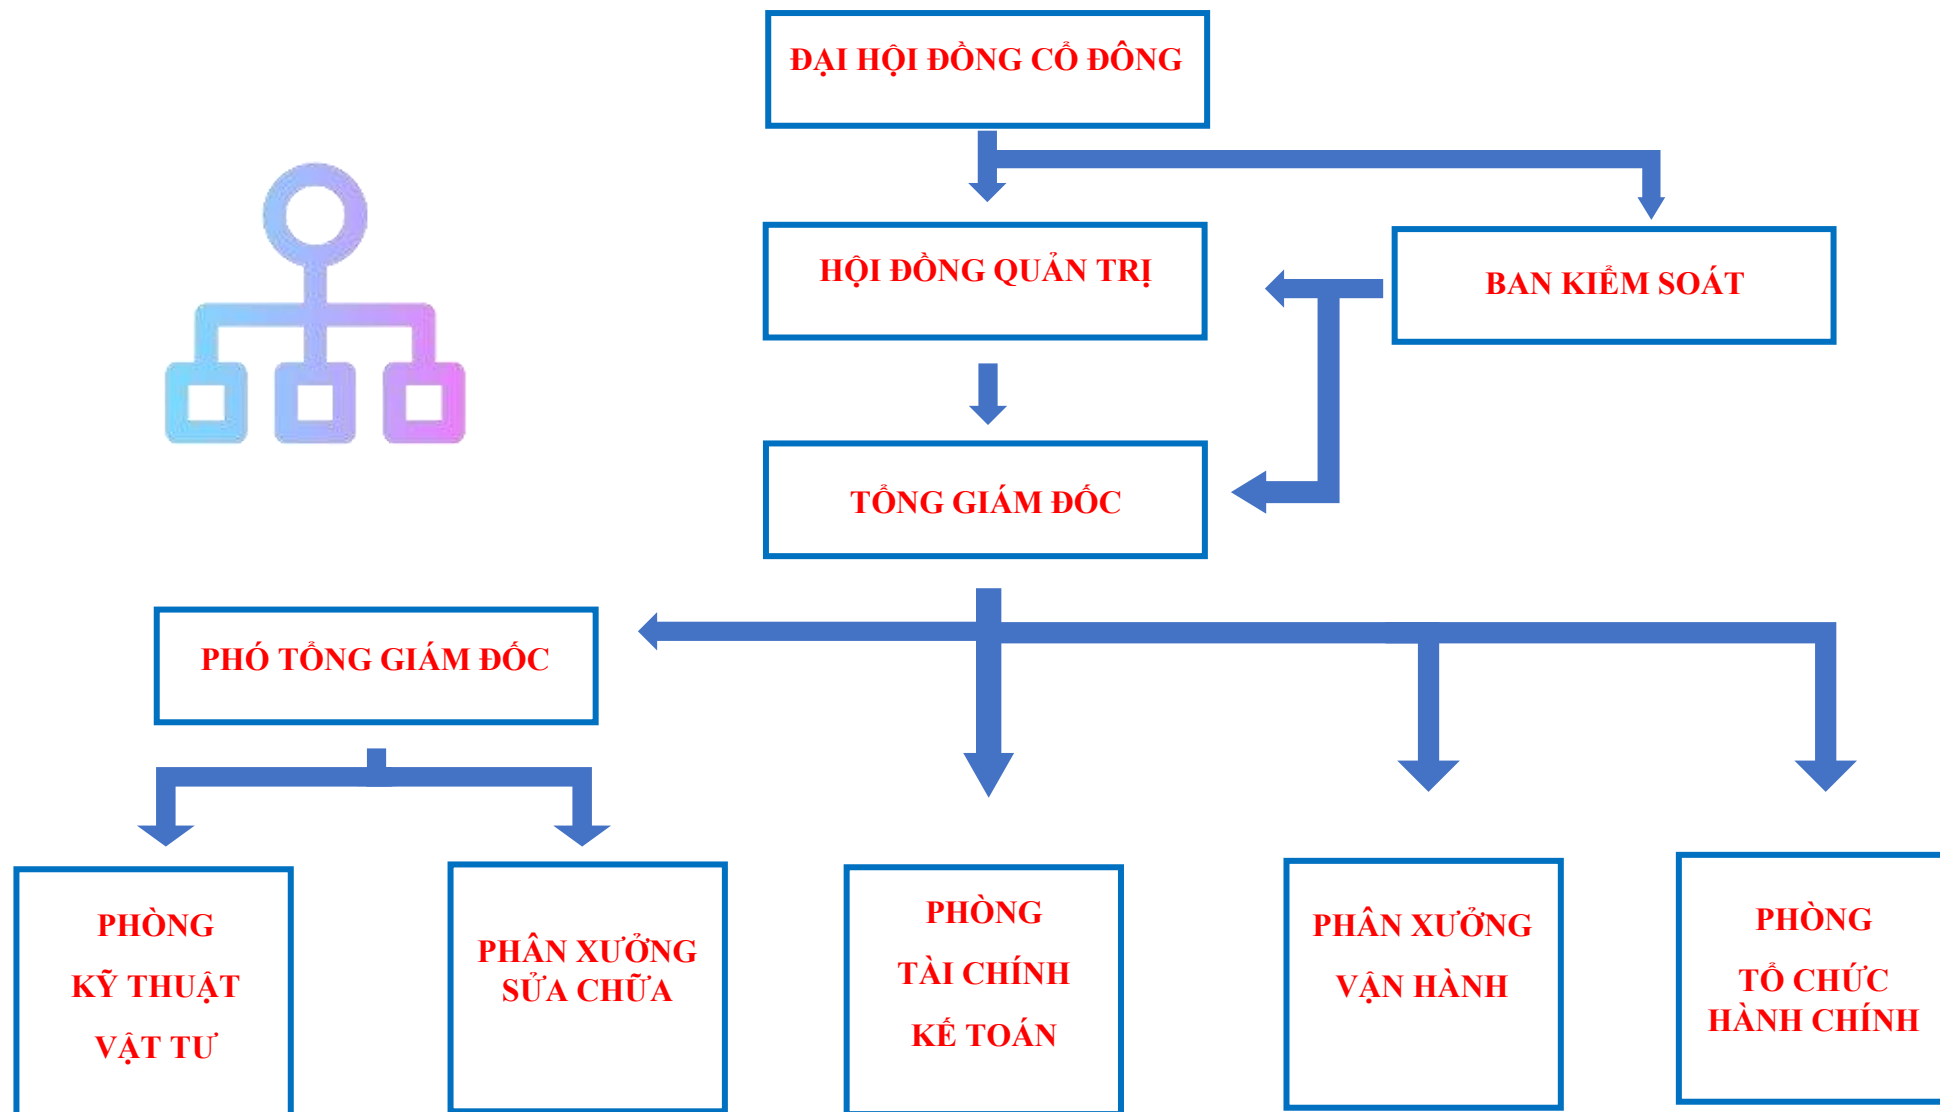 ĐẠI HỘI ĐỒNG CỔ ĐÔNG
HỘI ĐỒNG QUẢN TRỊ
BAN KIỂM SOÁT
TỔNG GIÁM ĐỐC
PHÓ TỔNG GIÁM ĐỐC
PHÒNG
KỸ THUẬT
VẬT TƯ
PHÂN XƯỞNG
SỬA CHỮA
PHÒNG
TÀI CHÍNH
KẾ TOÁN
PHÂN XƯỞNG
VẬN HÀNH
PHÒNG
TỔ CHỨC
HÀNH CHÍNH